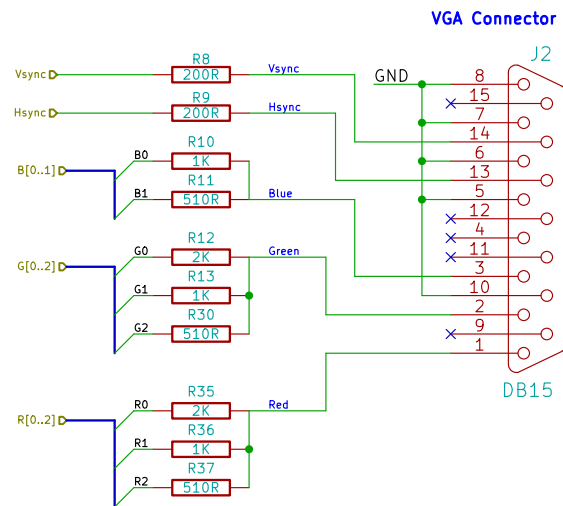 VGA Connector
J2
R8
Vsync
200R
Vsync
GND
8
15
R9
Hsync
200R
Hsync
7
14
R10
B0
1K
6
B[0..1]
13
R11
B1
510R
Blue
5
12
4
R12
G0
2K
Green
11
G[0..2]
3
R13
G1
1K
10
2
R30
G2
510R
9
1
DB15
R35
R0
2K
Red
R[0..2]
R36
R1
1K
R37
R2
510R